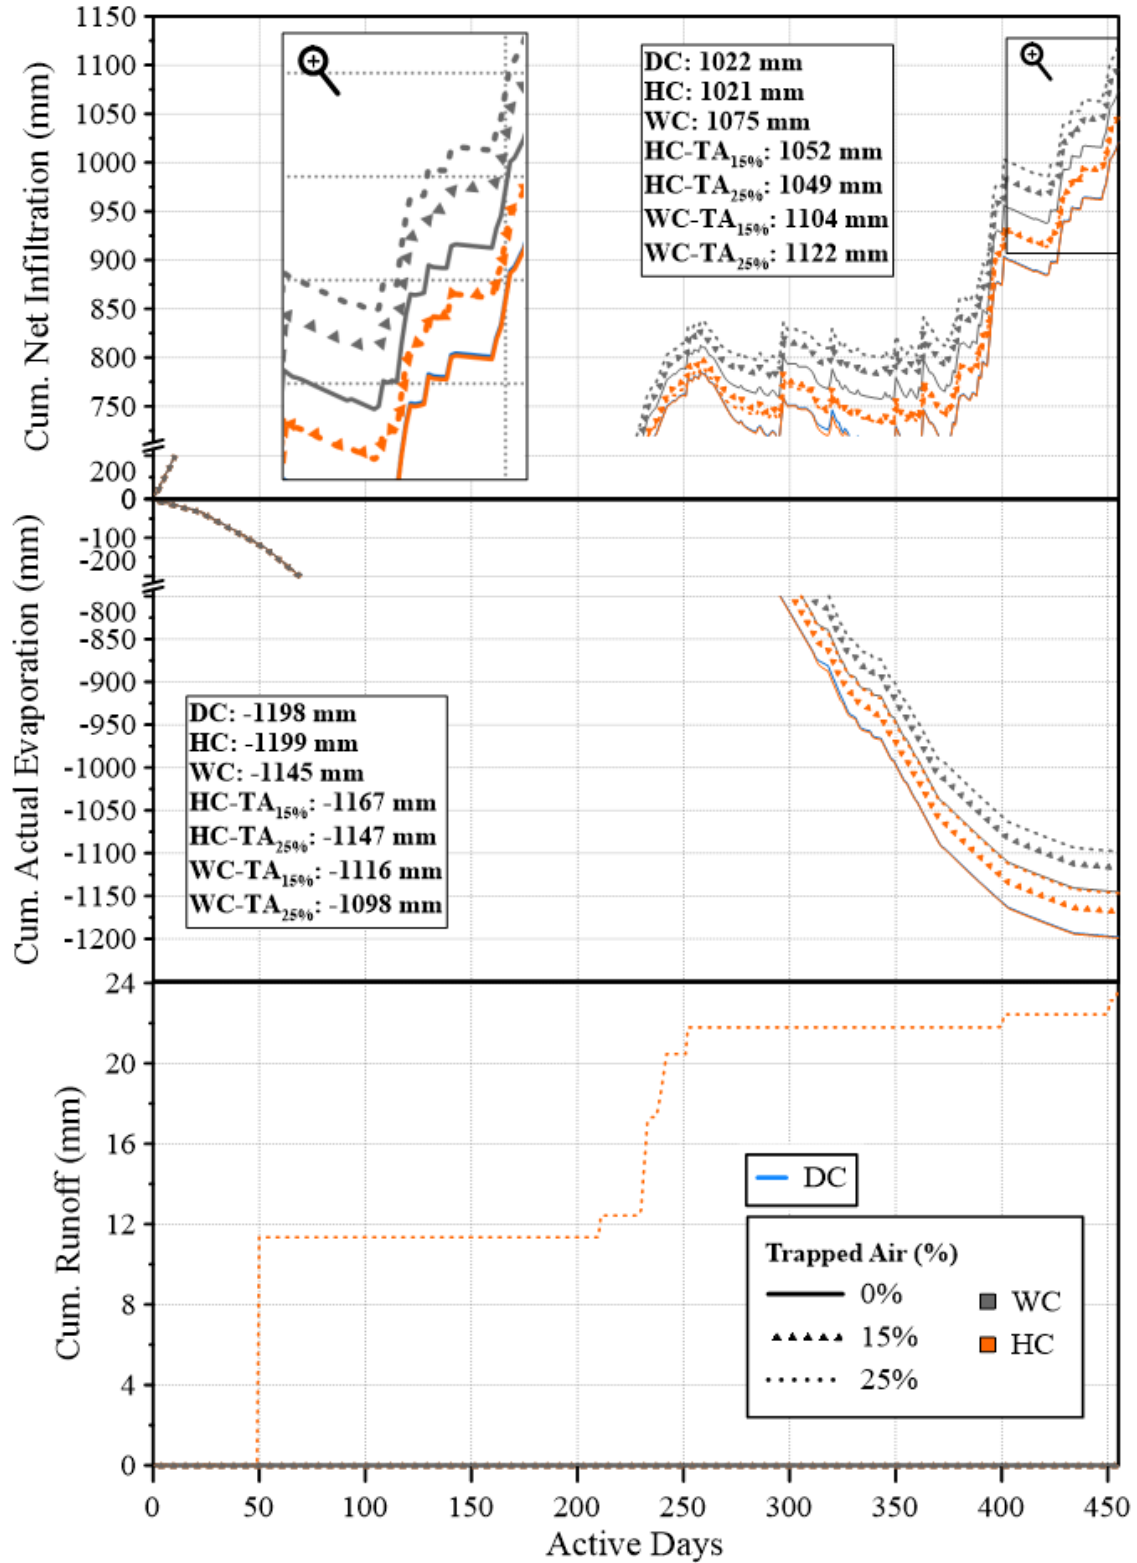 Cum. Net Infiltration (mm)
1150
1100
1050
1000
950
900
850
800
750
200
0
DC: 1022 mm
HC: 1021 mm
WC: 1075 mm
HC-TA15%: 1052 mm
HC-TA25%: 1049 mm
WC-TA15%: 1104 mm
WC-TA25%: 1122 mm
Cum. Actual Evaporation (mm)
-100
-200
-800
-850
-900
-950
-1000
-1050
-1100
-1150
-1200
DC: -1198 mm
HC: -1199 mm
WC: -1145 mm
HC-TA15%: -1167 mm
HC-TA25%: -1147 mm
WC-TA15%: -1116 mm
WC-TA25%: -1098 mm
Cum. Runoff (mm)
24
20
16
12
8
4
0
DC
Trapped Air (%)
0%
15%
25%
WC
HC
0 50 100 150 200 250 300 350 400 450
Active Days